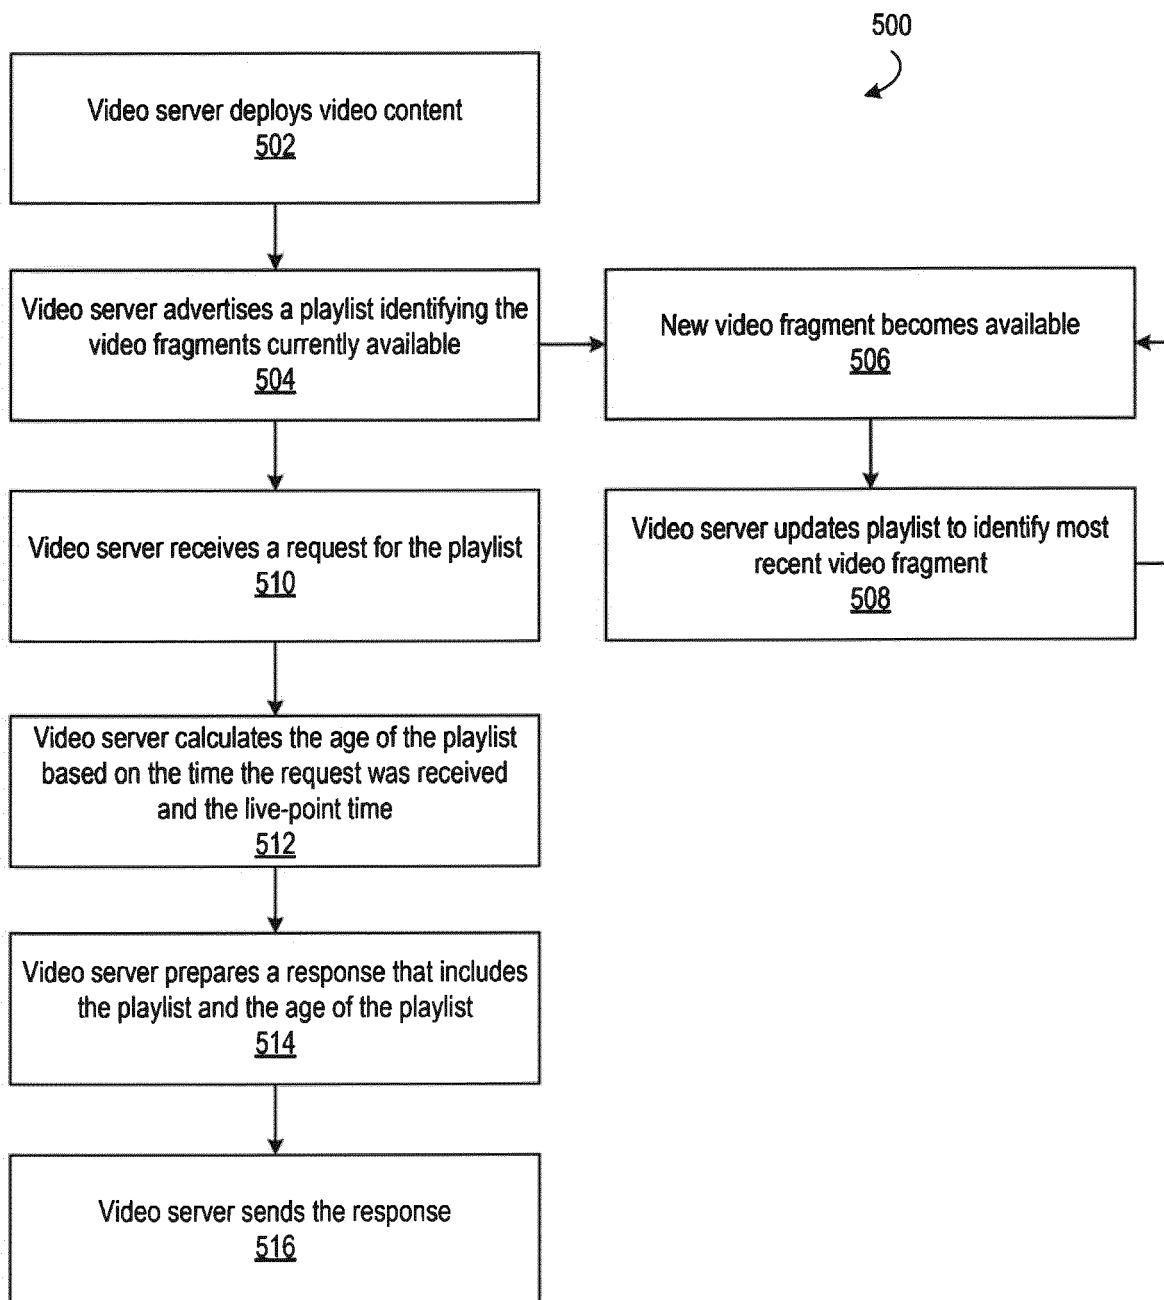 500
Video server deploys video content
502
Video server advertises a playlist identifying the
video fragments currently available
504
New video fragment becomes available
506
Video server receives a request for the playlist
510
Video server updates playlist to identify most
recent video fragment
508
Video server calculates the age of the playlist
based on the time the request was received
and the live-point time
512
Video server prepares a response that includes
the playlist and the age of the playlist
514
Video server sends the response
516